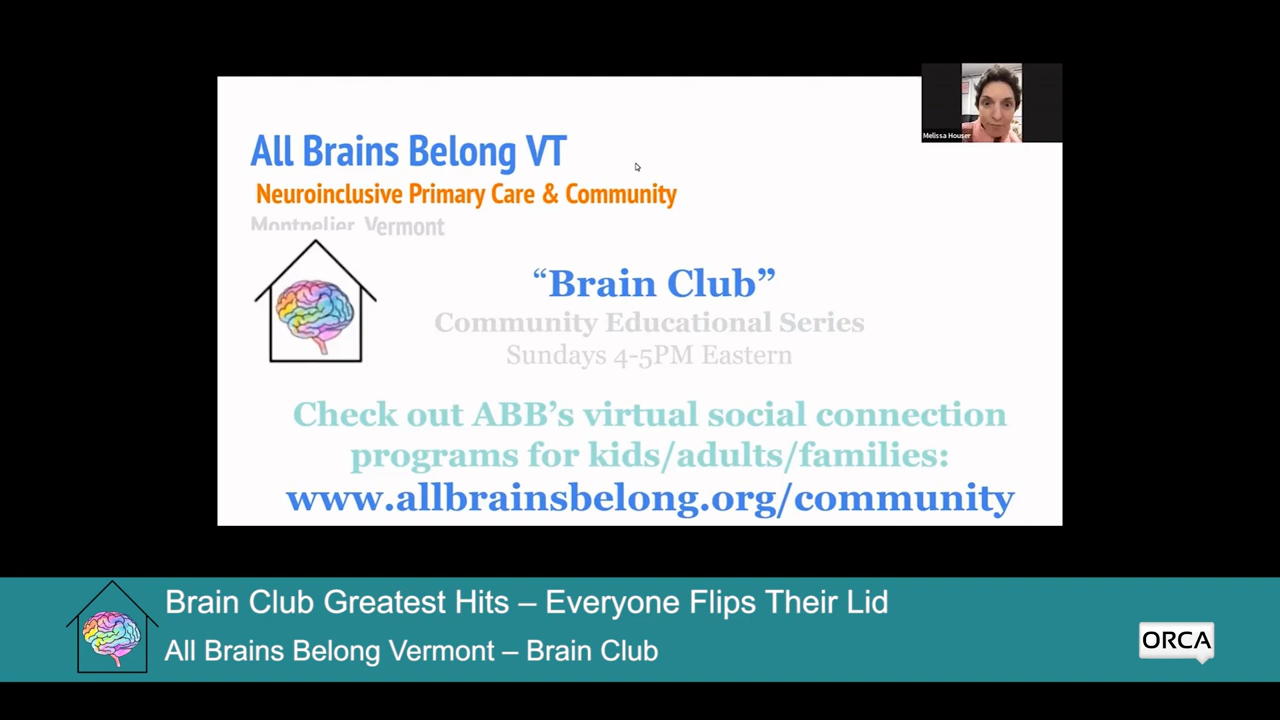 All Brains Belong VT
Neuroinclusive Primary Care & Community
Montpelier, Vermont
“Brain Club”
Community Educational Series
Sundays 4-5PM Eastern
Check out ABB’s virtual social connection
programs for kids/adults/families:
www.allbrainsbelong.org/community
Melissa Houser
Brain Club Greatest Hits – Everyone Flips Their Lid
All Brains Belong Vermont – Brain Club
ORCA